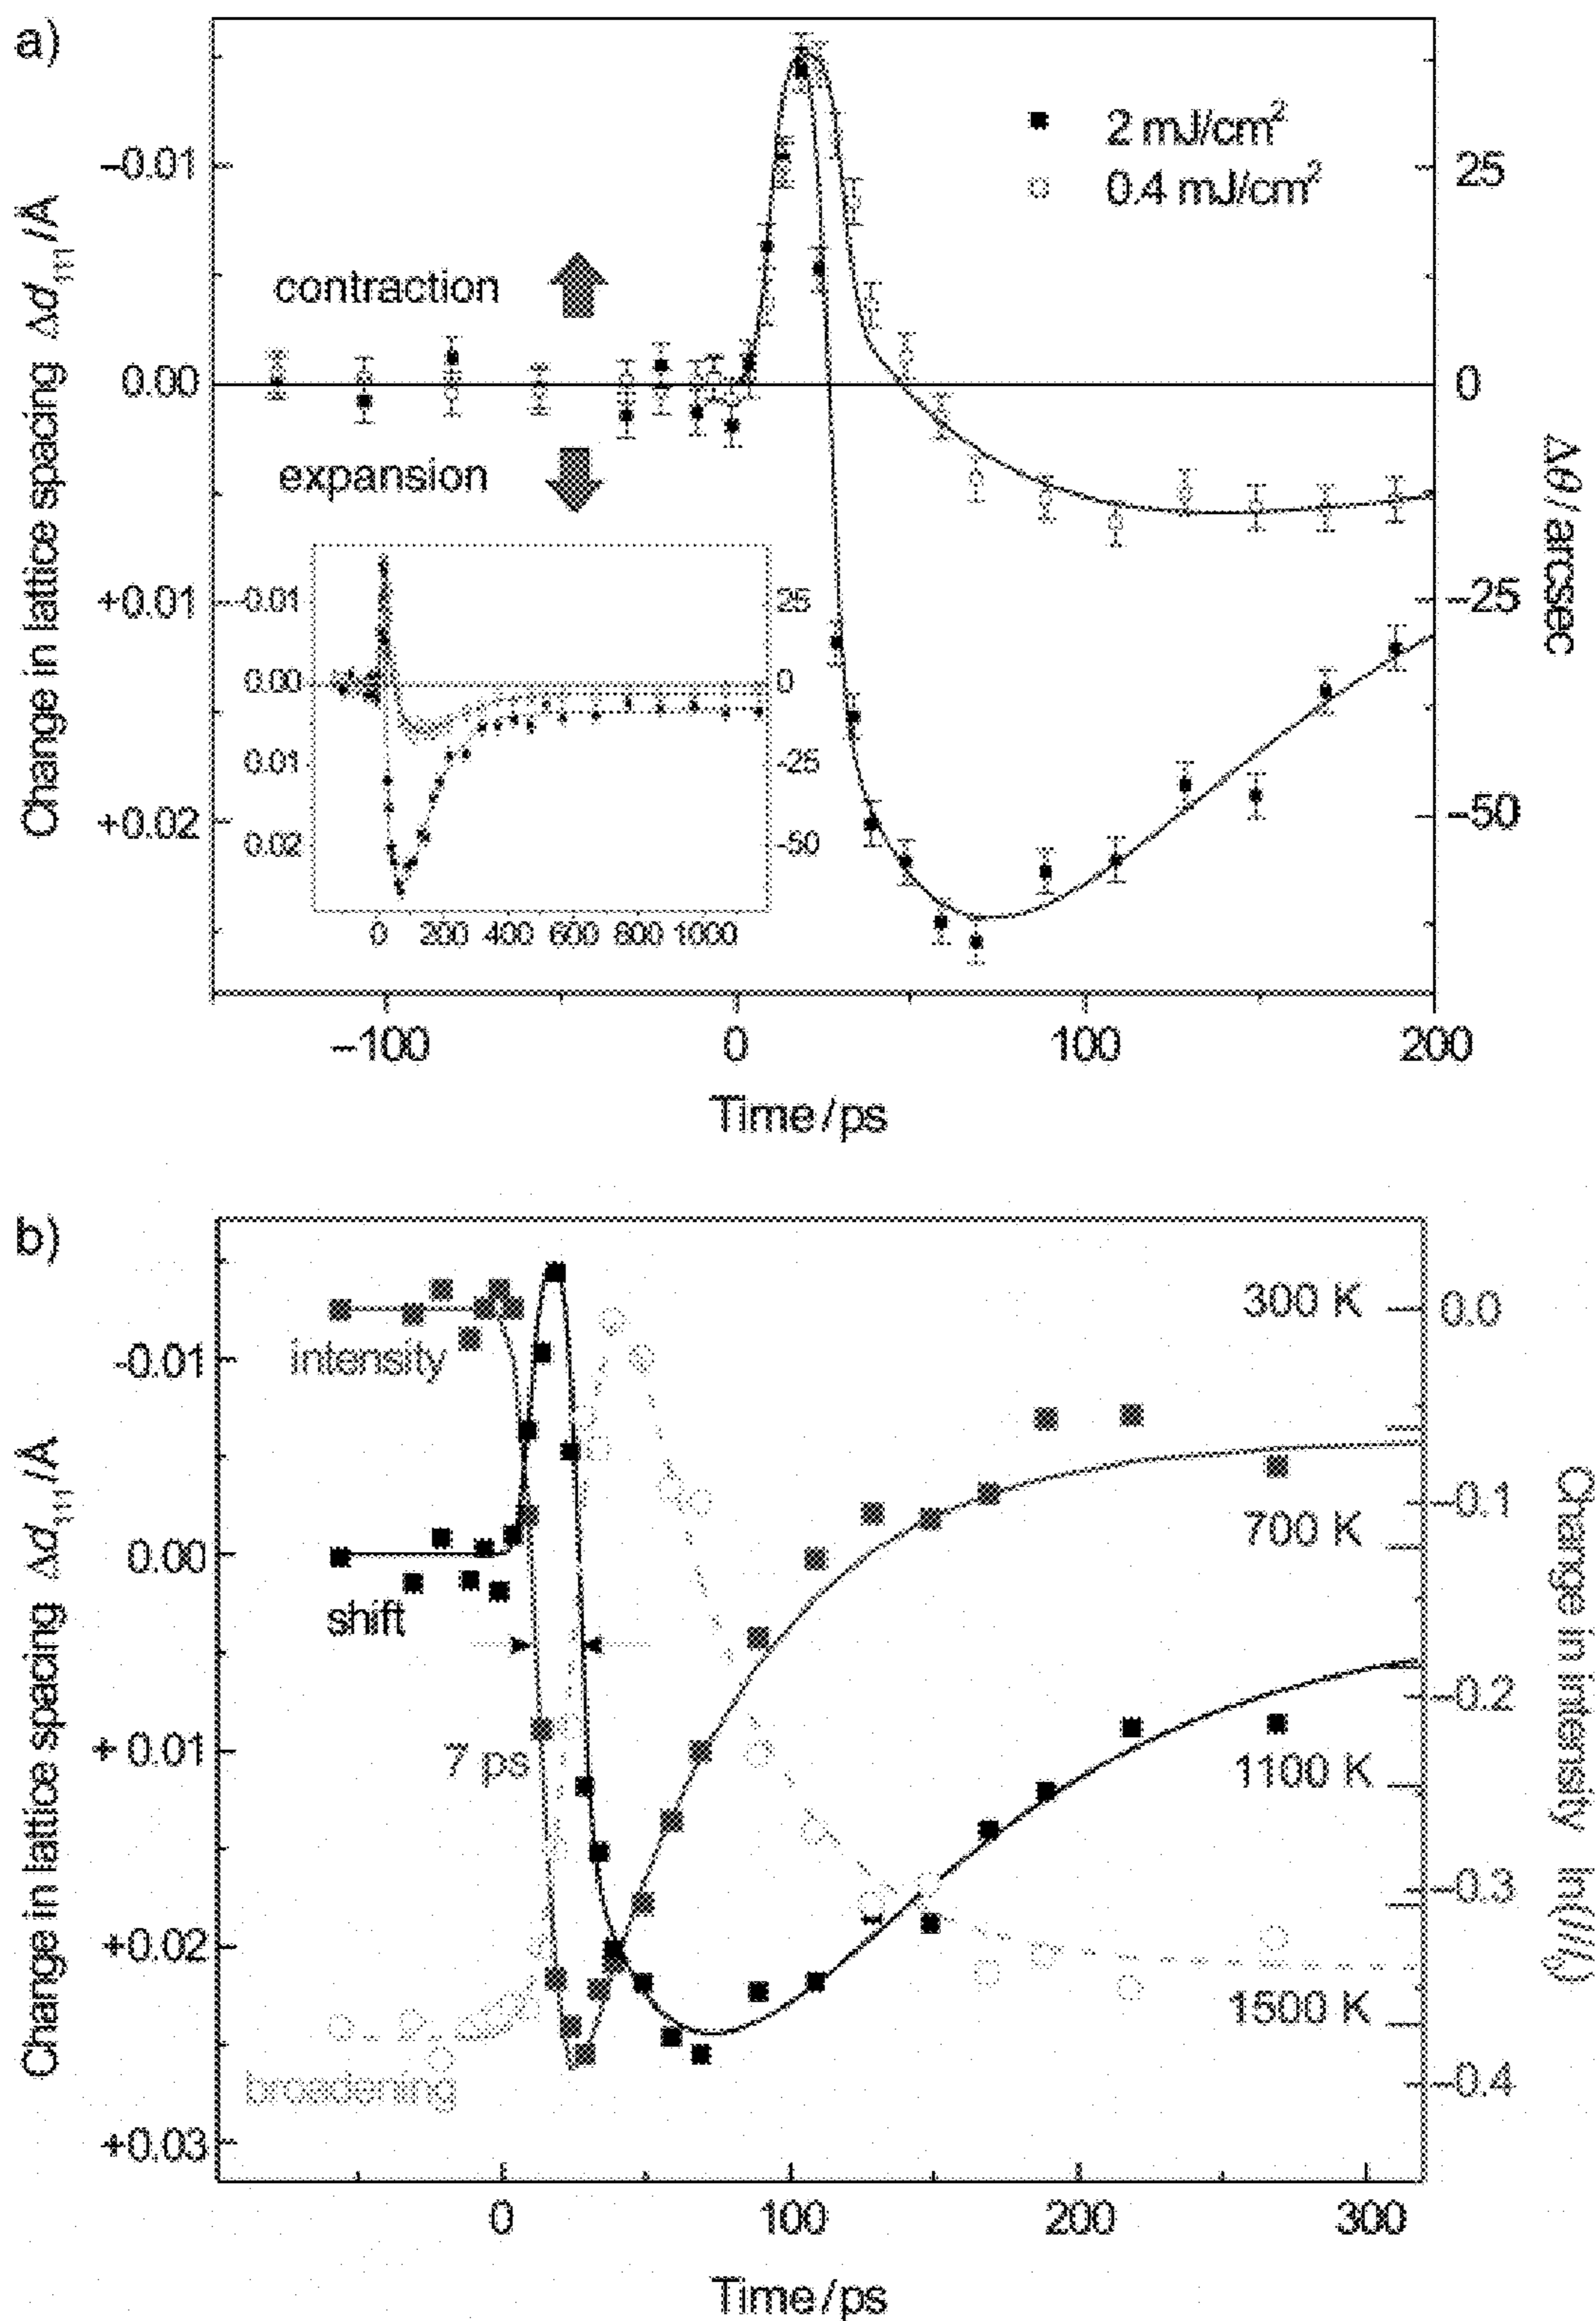 a)
−0.01
0.00
+0.01
+0.02
Change in lattice spacing Δd111/Å
25
0
−25
−50
Δθ/ arcsec
2 mJ/cm²
0.4 mJ/cm²
contraction
expansion
-0.01
0.00
0.01
0.02
25
0
-25
-50
0 200 400 600 800 1000
−100 0 100 200
Time/ps
b)
-0.01
0.00
+ 0.01
+0.02
+0.03
Change in lattice spacing Δd111/Å
intensity
shift
7 ps
broadening
300 K
700 K
1100 K
1500 K
0.0
-0.1
-0.2
-0.3
-0.4
Change in intensity ln(I/I0)
0 100 200 300
Time/ps